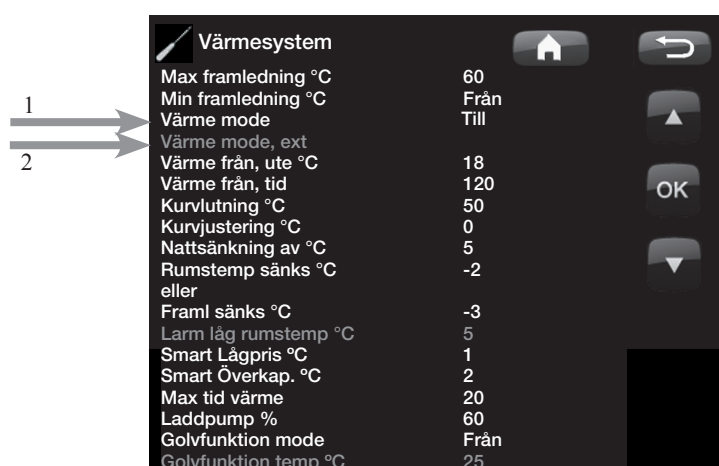 Värmesystem
Max framledning °C 60
Min framledning °C Från
1
Värme mode Till
Värme mode, ext
2
Värme från, ute °C 18
Värme från, tid 120
OK
Kurvlutning °C 50
Kurvjustering °C 0
Nattsänkning av °C 5
Rumstemp sänks °C -2
eller
Framl sänks °C -3
Larm låg rumstemp °C 5
Smart Lågpris ºC 1
Smart Överkap. ºC 2
Max tid värme 20
Laddpump % 60
Golvfunktion mode Från
Golvfunktion temp ºC 25